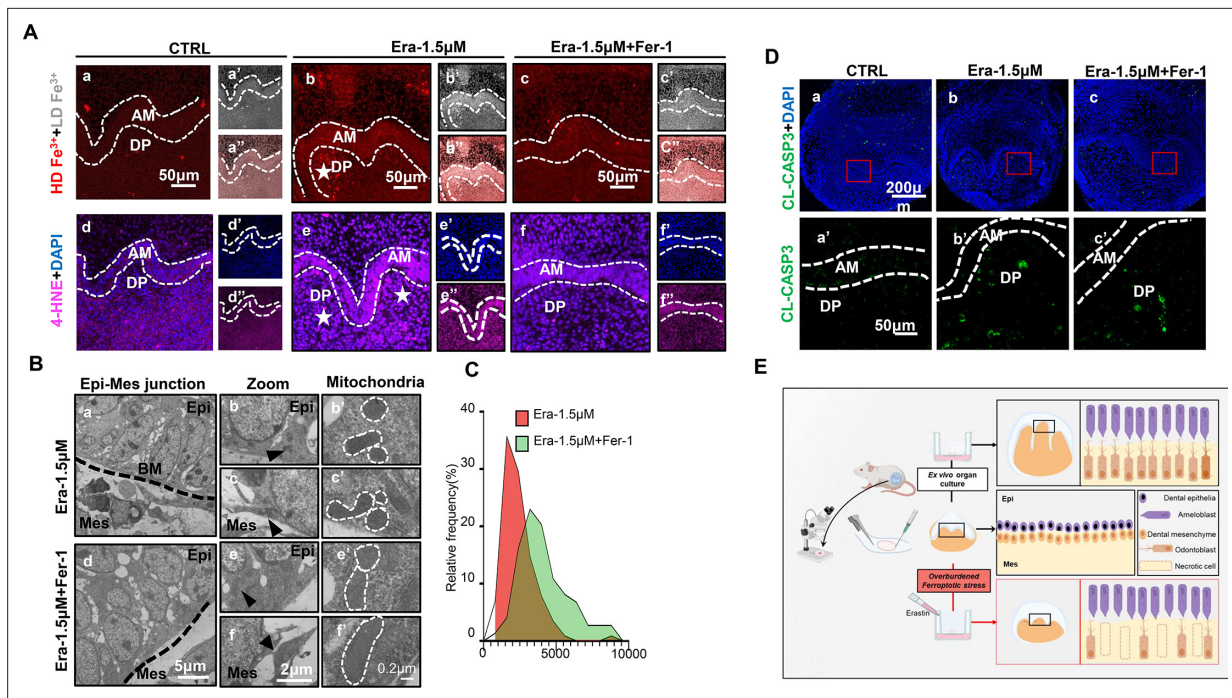 A
CTRL
Era-1.5µM
Era-1.5µM+Fer-1
HD Fe³⁺+LD Fe³⁺
a
AM
DP
50µm
a'
a''
b
AM
DP
50µm
b'
a''
c
50µm
c'
C''
4-HNE+DAPI
d
AM
DP
d'
d''
e
DP
e'
e''
f
AM
DP
f'
f''
B
Epi-Mes junction
Zoom
Mitochondria
Era-1.5µM
a
Epi
BM
Mes
b
Epi
b'
c
Mes
c'
Era-1.5µM+Fer-1
d
Epi
Mes
5µm
e
Epi
e'
f
Mes
2µm
f'
0.2µm
C
Relative frequency(%)
40
30
20
10
0
0
50000
10000
Era-1.5µM
Era-1.5µM+Fer-1
D
CTRL
Era-1.5µM
Era-1.5µM+Fer-1
CL-CASP3+DAPI
a
200µ
m
b
c
CL-CASP3
a'
AM
DP
50µm
b'
AM
DP
c'
AM
DP
E
Ex vivo organ
culture
Overburdened
Ferroptotic stress
Erastin
Epi
Mes
Dental epithelia
Ameloblast
Dental mesenchyme
Odontoblast
Necrotic cell